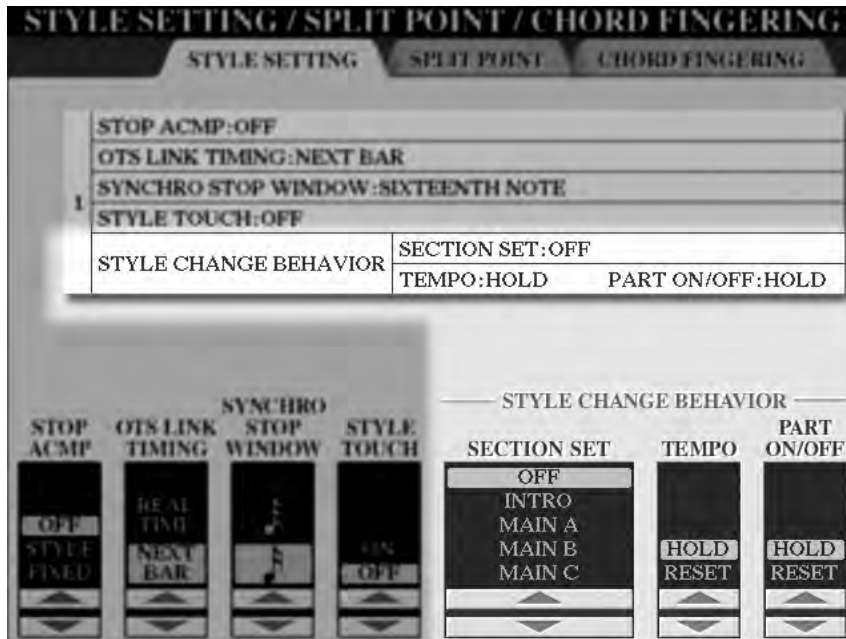 STYLE SETTING / SPLIT POINT / CHORD FINGERING
STYLE SETTING SPLIT POINT CHORD FINGERING
STOP ACMP:OFF
OTS LINK TIMING:NEXT BAR
SYNCHRO STOP WINDOW:SIXTEENTH NOTE
1
STYLE TOUCH:OFF
STYLE CHANGE BEHAVIOR
SECTION SET:OFF
TEMPO:HOLD PART ON/OFF:HOLD
STYLE CHANGE BEHAVIOR
STOP ACMP
OTS LINK TIMING
SYNCHRO STOP WINDOW
STYLE TOUCH
SECTION SET
TEMPO
PART ON/OFF
OFF
STYLE
FIXED
REAL
TIME
NEXT
BAR
ON
OFF
OFF
INTRO
MAIN A
MAIN B
MAIN C
HOLD
RESET
HOLD
RESET